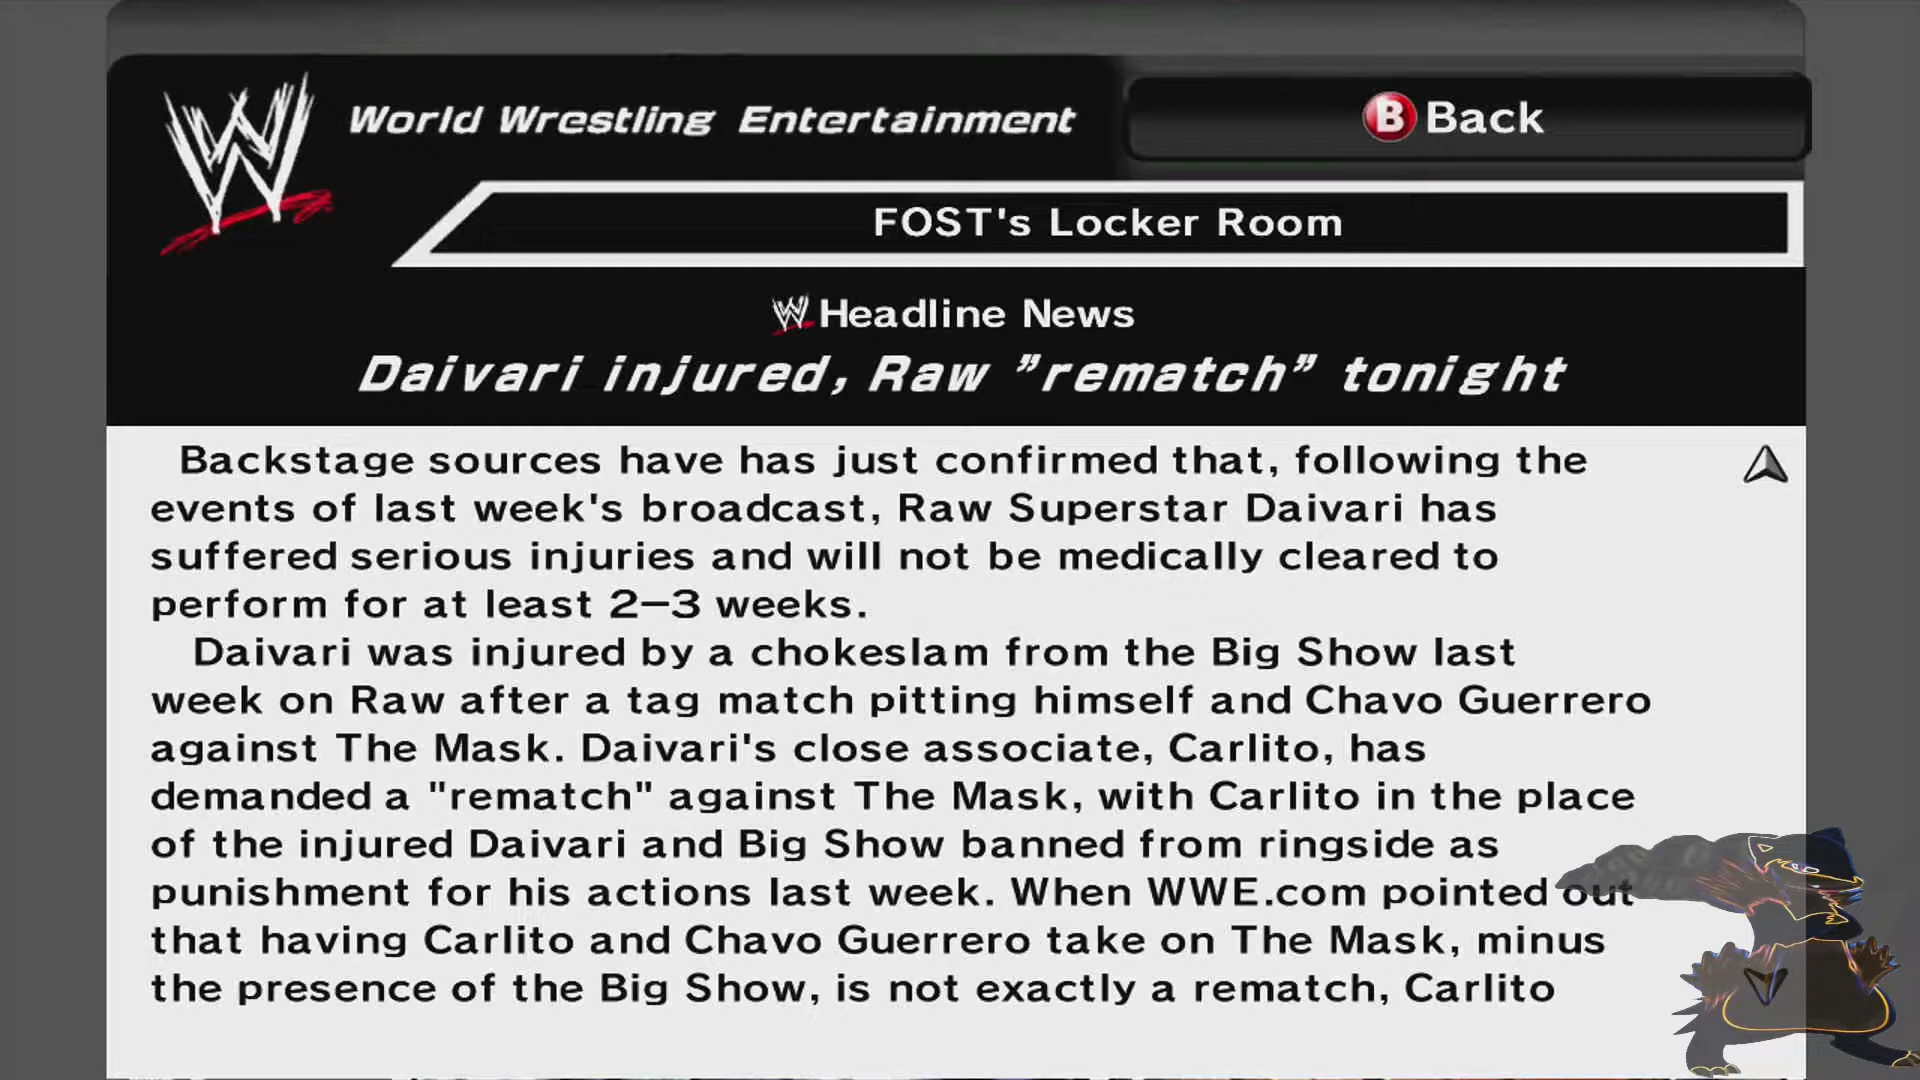 World Wrestling Entertainment
B Back
FOST's Locker Room
Headline News
Daivari injured, Raw "rematch" tonight
Backstage sources have has just confirmed that, following the
events of last week's broadcast, Raw Superstar Daivari has
suffered serious injuries and will not be medically cleared to
perform for at least 2–3 weeks.
Daivari was injured by a chokeslam from the Big Show last
week on Raw after a tag match pitting himself and Chavo Guerrero
against The Mask. Daivari's close associate, Carlito, has
demanded a "rematch" against The Mask, with Carlito in the place
of the injured Daivari and Big Show banned from ringside as
punishment for his actions last week. When WWE.com pointed out
that having Carlito and Chavo Guerrero take on The Mask, minus
the presence of the Big Show, is not exactly a rematch, Carlito